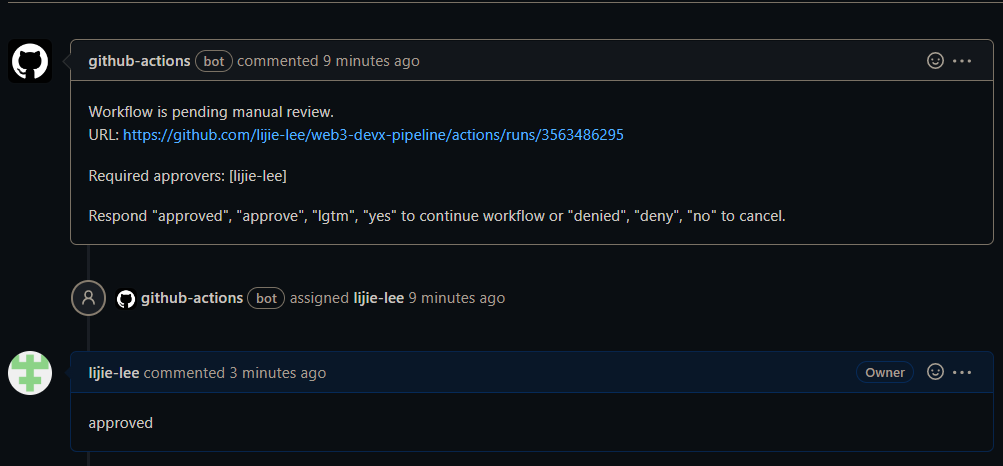 github-actions bot commented 9 minutes ago
Workflow is pending manual review.
URL: https://github.com/lijie-lee/web3-devx-pipeline/actions/runs/3563486295
Required approvers: [lijie-lee]
Respond "approved", "approve", "lgtm", "yes" to continue workflow or "denied", "deny", "no" to cancel.
github-actions bot assigned lijie-lee 9 minutes ago
lijie-lee commented 3 minutes ago Owner
approved